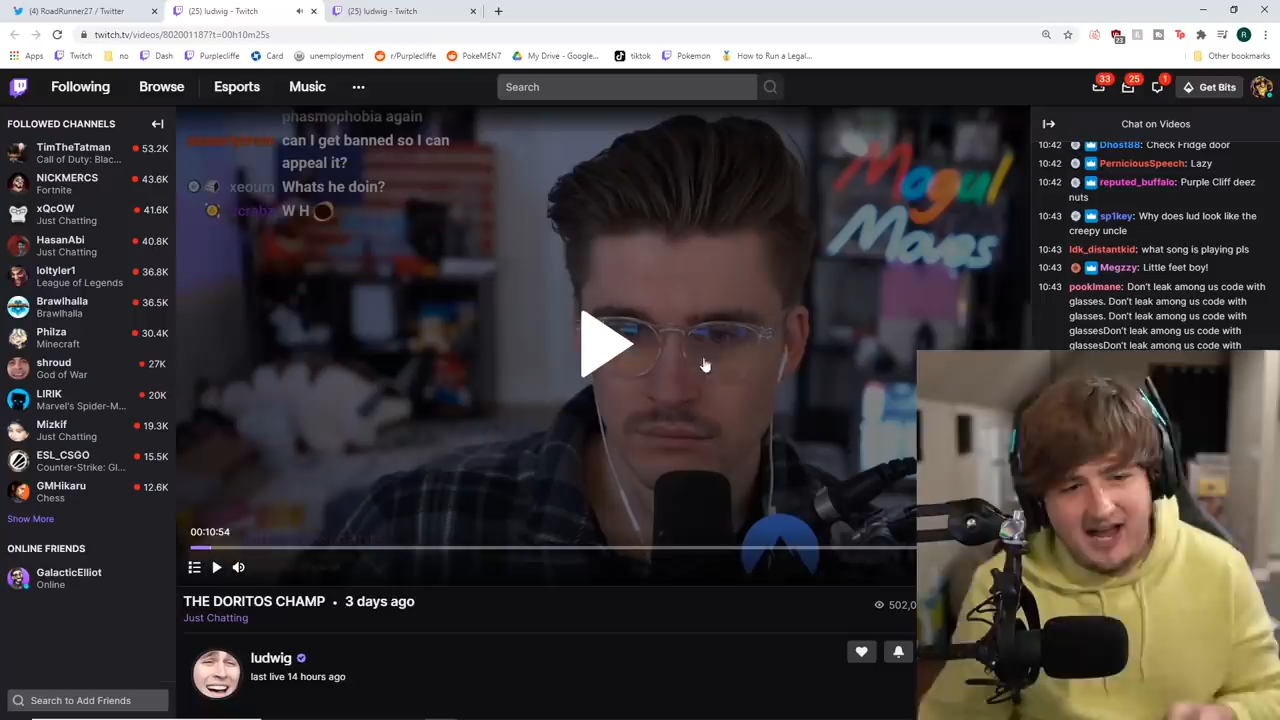 (4) RoadRunner27 / Twitter
(25) ludwig - Twitch
(25) ludwig - Twitch
twitch.tv/videos/802001187?t=00h10m25s
Apps
Twitch
no
Dash
Purplecliffe
Card
unemployment
r/Purplecliffe
PokeMEN7
My Drive - Google...
tiktok
Pokemon
How to Run a Legal...
Other bookmarks
Following
Browse
Esports
Music
Search
33
25
1
Get Bits
FOLLOWED CHANNELS
TimTheTatman
53.2K
Call of Duty: Blac...
NICKMERCS
43.6K
Fortnite
xQcOW
41.6K
Just Chatting
HasanAbi
40.8K
Just Chatting
loltyler1
36.8K
League of Legends
Brawlhalla
36.5K
Brawlhalla
Philza
30.4K
Minecraft
shroud
27K
God of War
LIRIK
20K
Marvel's Spider-M...
Mizkif
19.3K
Just Chatting
ESL_CSGO
15.5K
Counter-Strike: Gl...
GMHikaru
12.6K
Chess
Show More
ONLINE FRIENDS
GalacticElliot
Online
Search to Add Friends
phasmophobia again
can I get banned so I can
appeal it?
xeoum Whats he doin?
W H
Mogul
Moves
00:10:54
THE DORITOS CHAMP • 3 days ago
Just Chatting
502,0
ludwig
last live 14 hours ago
Chat on Videos
10:42 Dhost88: Check Fridge door
10:42 PerniciousSpeech: Lazy
10:42 reputed_buffalo: Purple Cliff deez
nuts
10:43 sp1key: Why does lud look like the
creepy uncle
10:43 ldk_distantkid: what song is playing pls
10:43 Megzzy: Little feet boy!
10:43 pooklmane: Don't leak among us code with
glasses. Don't leak among us code with
glasses. Don't leak among us code with
glassesDon't leak among us code with
glassesDon't leak among us code with